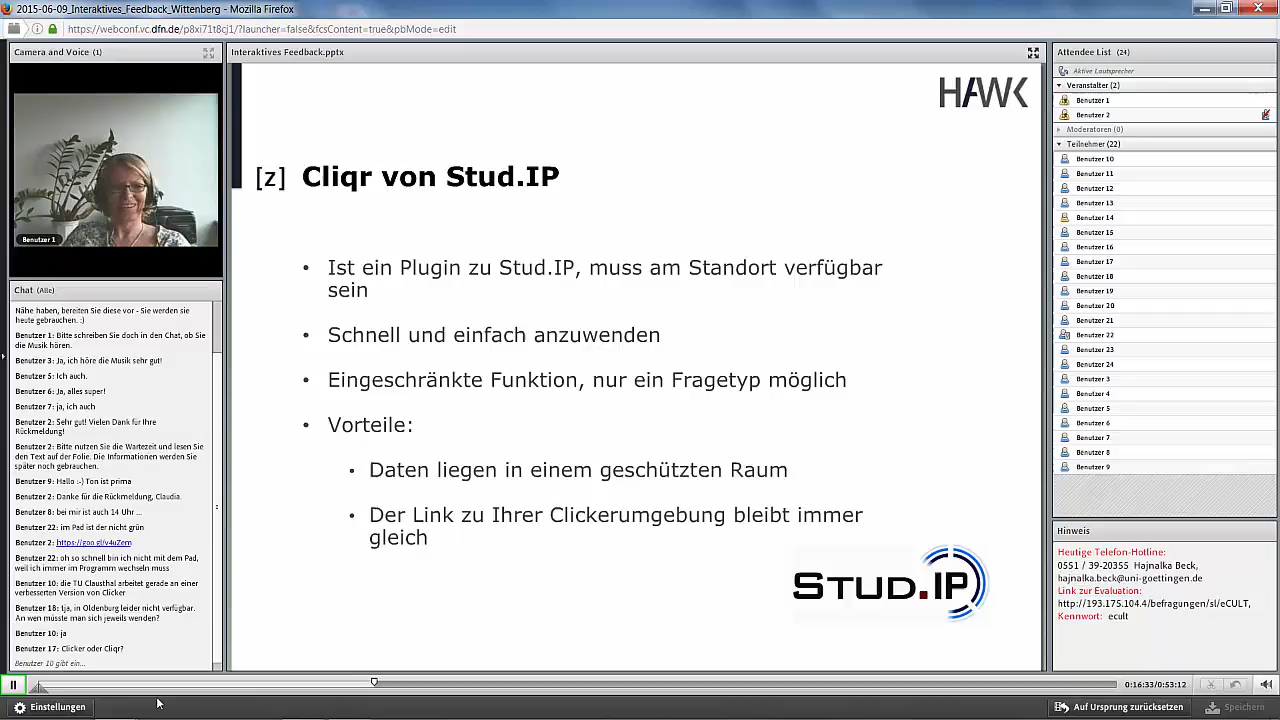 2015-06-09_Interaktives_Feedback_Wittenberg - Mozilla Firefox
https://webconf.vc.dfn.de/p8xi71t8cj1/?launcher=false&fcsContent=true&pbMode=edit
Camera and Voice (1)
Benutzer 1
Chat (Alle)
Nähe haben, bereiten Sie diese vor - Sie werden sie
heute gebrauchen. :)
Benutzer 1: Bitte schreiben Sie doch in den Chat, ob Sie
die Musik hören.
Benutzer 3: Ja, ich höre die Musik sehr gut!
Benutzer 5: Ich auch.
Benutzer 6: Ja, alles super!
Benutzer 7: ja, ich auch
Benutzer 2: Sehr gut! Vielen Dank für Ihre
Rückmeldung!
Benutzer 2: Bitte nutzen Sie die Wartezeit und lesen Sie
den Text auf der Folie. Die Informationen werden Sie
später noch gebrauchen.
Benutzer 9: Hallo :-) Ton ist prima
Benutzer 2: Danke für die Rückmeldung, Claudia.
Benutzer 8: bei mir ist auch 14 Uhr ...
Benutzer 22: im Pad ist der nicht grün
Benutzer 2: https://goo.gl/v4uZem
Benutzer 22: oh so schnell bin ich nicht mit dem Pad,
weil ich immer im Programm wechseln muss
Benutzer 10: die TU Clausthal arbeitet gerade an einer
verbesserten Version von Clicker
Benutzer 18: tja, in Oldenburg leider nicht verfügbar.
An wen müsste man sich jeweils wenden?
Benutzer 10: ja
Benutzer 17: Clicker oder Cliqr?
Benutzer 10 gibt ein...
Interaktives Feedback.pptx
HAWK
[z] Cliqr von Stud.IP
• Ist ein Plugin zu Stud.IP, muss am Standort verfügbar
sein
• Schnell und einfach anzuwenden
• Eingeschränkte Funktion, nur ein Fragetyp möglich
• Vorteile:
• Daten liegen in einem geschützten Raum
• Der Link zu Ihrer Clickerumgebung bleibt immer
gleich
STUD.IP
Attendee List (24)
Aktive Lautsprecher
Veranstalter (2)
Benutzer 1
Benutzer 2
Moderatoren (0)
Teilnehmer (22)
Benutzer 10
Benutzer 11
Benutzer 12
Benutzer 13
Benutzer 14
Benutzer 15
Benutzer 16
Benutzer 17
Benutzer 18
Benutzer 19
Benutzer 20
Benutzer 21
Benutzer 22
Benutzer 23
Benutzer 24
Benutzer 3
Benutzer 4
Benutzer 5
Benutzer 6
Benutzer 7
Benutzer 8
Benutzer 9
Hinweis
Heutige Telefon-Hotline:
0551 / 39-20355 Hajnalka Beck,
hajnalka.beck@uni-goettingen.de
Link zur Evaluation:
http://193.175.104.4/befragungen/sl/eCULT,
Kennwort: ecult
0:16:33/0:53:12
Einstellungen
Auf Ursprung zurücksetzen
Speichern